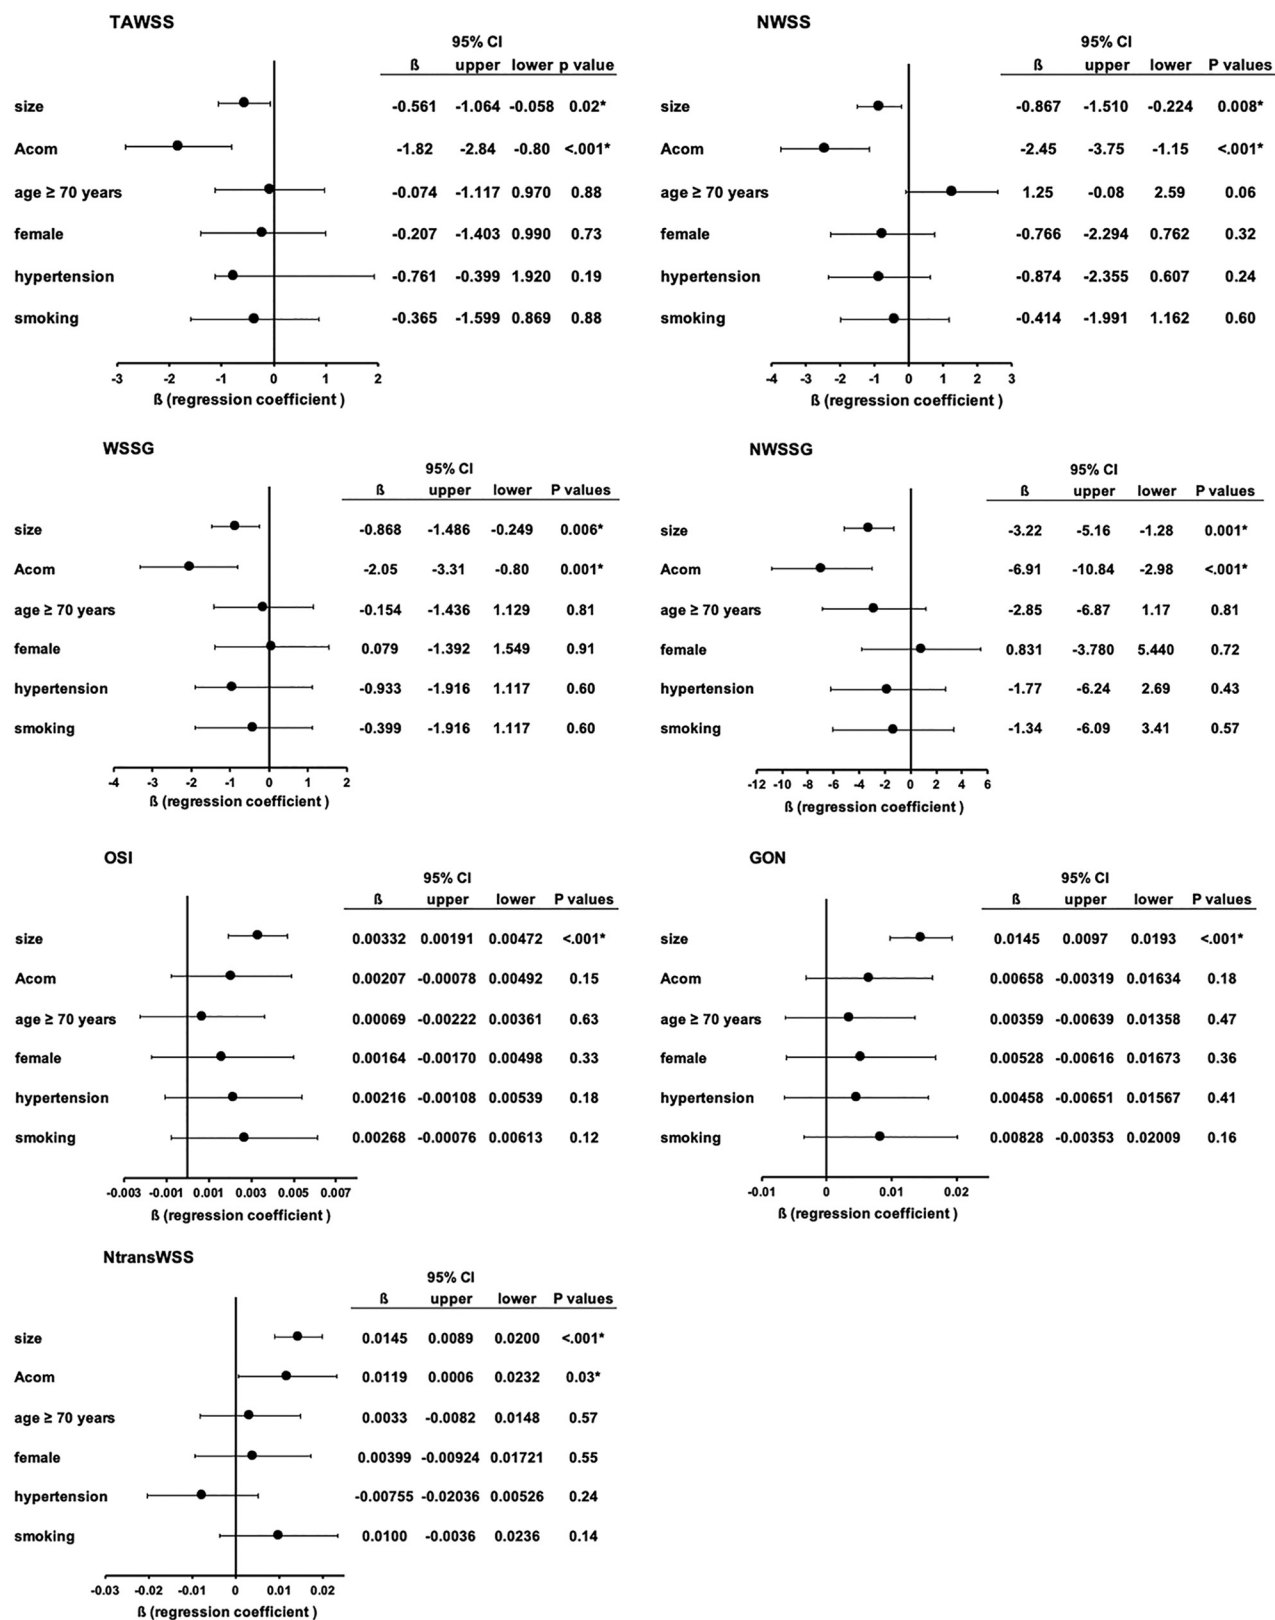 TAWSS
95% CI
ß upper lower p value
size -0.561 -1.064 -0.058 0.02*
Acom -1.82 -2.84 -0.80 <.001*
age ≥ 70 years -0.074 -1.117 0.970 0.88
female -0.207 -1.403 0.990 0.73
hypertension -0.761 -0.399 1.920 0.19
smoking -0.365 -1.599 0.869 0.88
-3 -2 -1 0 1 2
ß (regression coefficient )
NWSS
95% CI
ß upper lower P values
size -0.867 -1.510 -0.224 0.008*
Acom -2.45 -3.75 -1.15 <.001*
age ≥ 70 years 1.25 -0.08 2.59 0.06
female -0.766 -2.294 0.762 0.32
hypertension -0.874 -2.355 0.607 0.24
smoking -0.414 -1.991 1.162 0.60
-4 -3 -2 -1 0 1 2 3
ß (regression coefficient )
WSSG
95% CI
ß upper lower P values
size -0.868 -1.486 -0.249 0.006*
Acom -2.05 -3.31 -0.80 0.001*
age ≥ 70 years -0.154 -1.436 1.129 0.81
female 0.079 -1.392 1.549 0.91
hypertension -0.933 -1.916 1.117 0.60
smoking -0.399 -1.916 1.117 0.60
-4 -3 -2 -1 0 1 2
ß (regression coefficient )
NWSSG
95% CI
ß upper lower P values
size -3.22 -5.16 -1.28 0.001*
Acom -6.91 -10.84 -2.98 <.001*
age ≥ 70 years -2.85 -6.87 1.17 0.81
female 0.831 -3.780 5.440 0.72
hypertension -1.77 -6.24 2.69 0.43
smoking -1.34 -6.09 3.41 0.57
-12 -10 -8 -6 -4 -2 0 2 4 6
ß (regression coefficient )
OSI
95% CI
ß upper lower P values
size 0.00332 0.00191 0.00472 <.001*
Acom 0.00207 -0.00078 0.00492 0.15
age ≥ 70 years 0.00069 -0.00222 0.00361 0.63
female 0.00164 -0.00170 0.00498 0.33
hypertension 0.00216 -0.00108 0.00539 0.18
smoking 0.00268 -0.00076 0.00613 0.12
-0.003 -0.001 0.001 0.003 0.005 0.007
ß (regression coefficient )
GON
95% CI
ß upper lower P values
size 0.0145 0.0097 0.0193 <.001*
Acom 0.00658 -0.00319 0.01634 0.18
age ≥ 70 years 0.00359 -0.00639 0.01358 0.47
female 0.00528 -0.00616 0.01673 0.36
hypertension 0.00458 -0.00651 0.01567 0.41
smoking 0.00828 -0.00353 0.02009 0.16
-0.01 0 0.01 0.02
ß (regression coefficient )
NtransWSS
95% CI
ß upper lower P values
size 0.0145 0.0089 0.0200 <.001*
Acom 0.0119 0.0006 0.0232 0.03*
age ≥ 70 years 0.0033 -0.0082 0.0148 0.57
female 0.00399 -0.00924 0.01721 0.55
hypertension -0.00755 -0.02036 0.00526 0.24
smoking 0.0100 -0.0036 0.0236 0.14
-0.03 -0.02 -0.01 0 0.01 0.02
ß (regression coefficient )